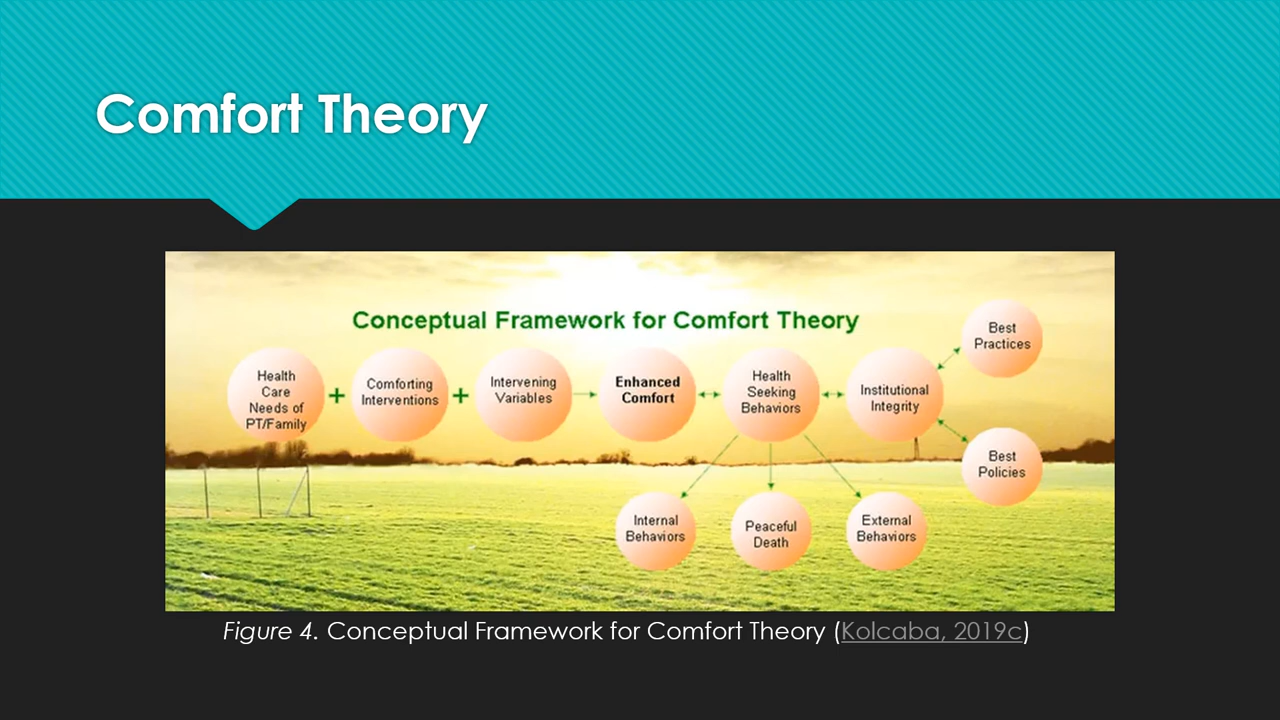 Comfort Theory
Conceptual Framework for Comfort Theory
Health
Care
Needs of
PT/Family
+
Comforting
Interventions
+
Intervening
Variables
Enhanced
Comfort
Health
Seeking
Behaviors
Institutional
Integrity
Best
Practices
Best
Policies
Internal
Behaviors
Peaceful
Death
External
Behaviors
Figure 4. Conceptual Framework for Comfort Theory (Kolcaba, 2019c)